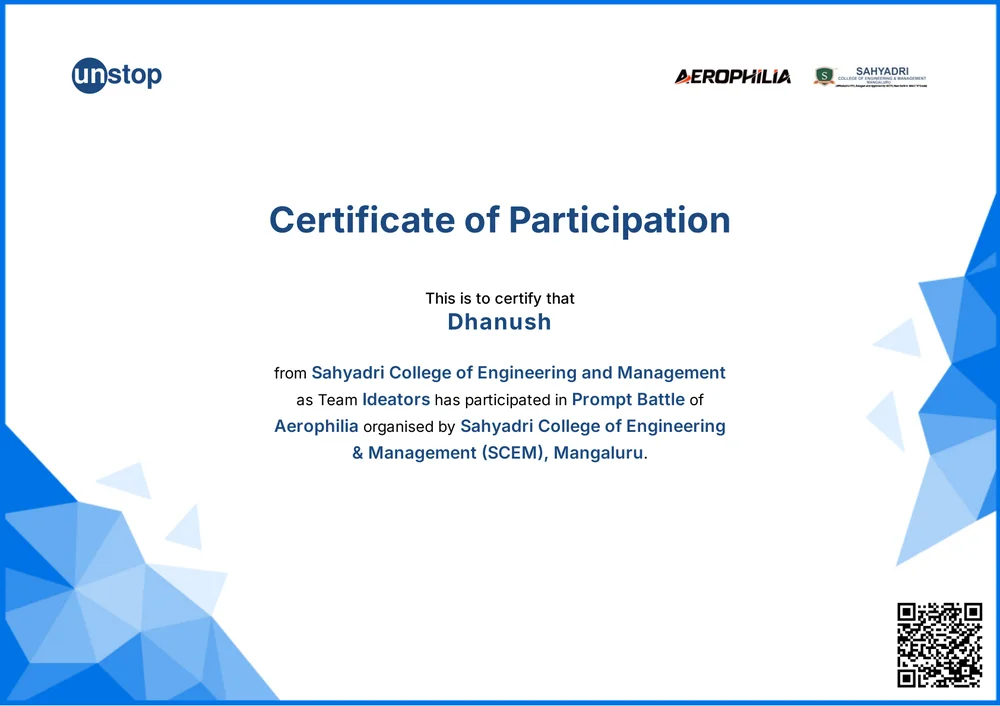 unstop
AEROPHILIA
S
SAHYADRI
COLLEGE OF ENGINEERING & MANAGEMENT
MANGALURU
Certificate of Participation
This is to certify that
Dhanush
from Sahyadri College of Engineering and Management
as Team Ideators has participated in Prompt Battle of
Aerophilia organised by Sahyadri College of Engineering
& Management (SCEM), Mangaluru.